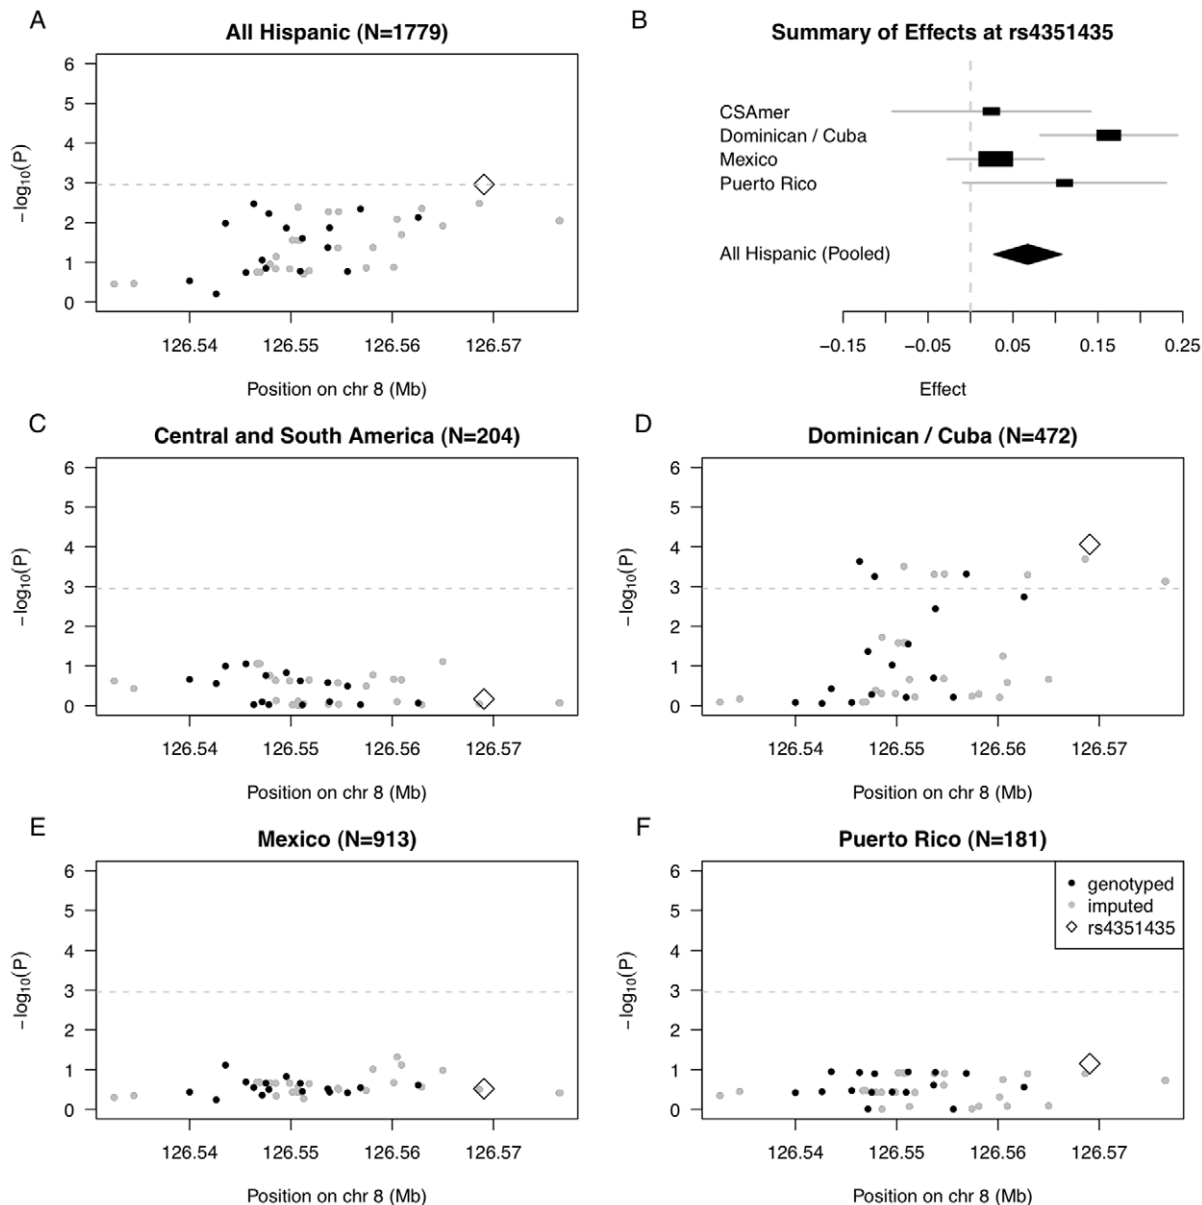 A
All Hispanic (N=1779)
6
5
4
3
2
1
0
−log10(P)
126.54 126.55 126.56 126.57
Position on chr 8 (Mb)
B
Summary of Effects at rs4351435
CSAmer
Dominican / Cuba
Mexico
Puerto Rico
All Hispanic (Pooled)
−0.15 −0.05 0.05 0.15 0.25
Effect
C
Central and South America (N=204)
6
5
4
3
2
1
0
−log10(P)
126.54 126.55 126.56 126.57
Position on chr 8 (Mb)
D
Dominican / Cuba (N=472)
6
5
4
3
2
1
0
−log10(P)
126.54 126.55 126.56 126.57
Position on chr 8 (Mb)
E
Mexico (N=913)
6
5
4
3
2
1
0
−log10(P)
126.54 126.55 126.56 126.57
Position on chr 8 (Mb)
F
Puerto Rico (N=181)
6
5
4
3
2
1
0
−log10(P)
genotyped
imputed
rs4351435
126.54 126.55 126.56 126.57
Position on chr 8 (Mb)